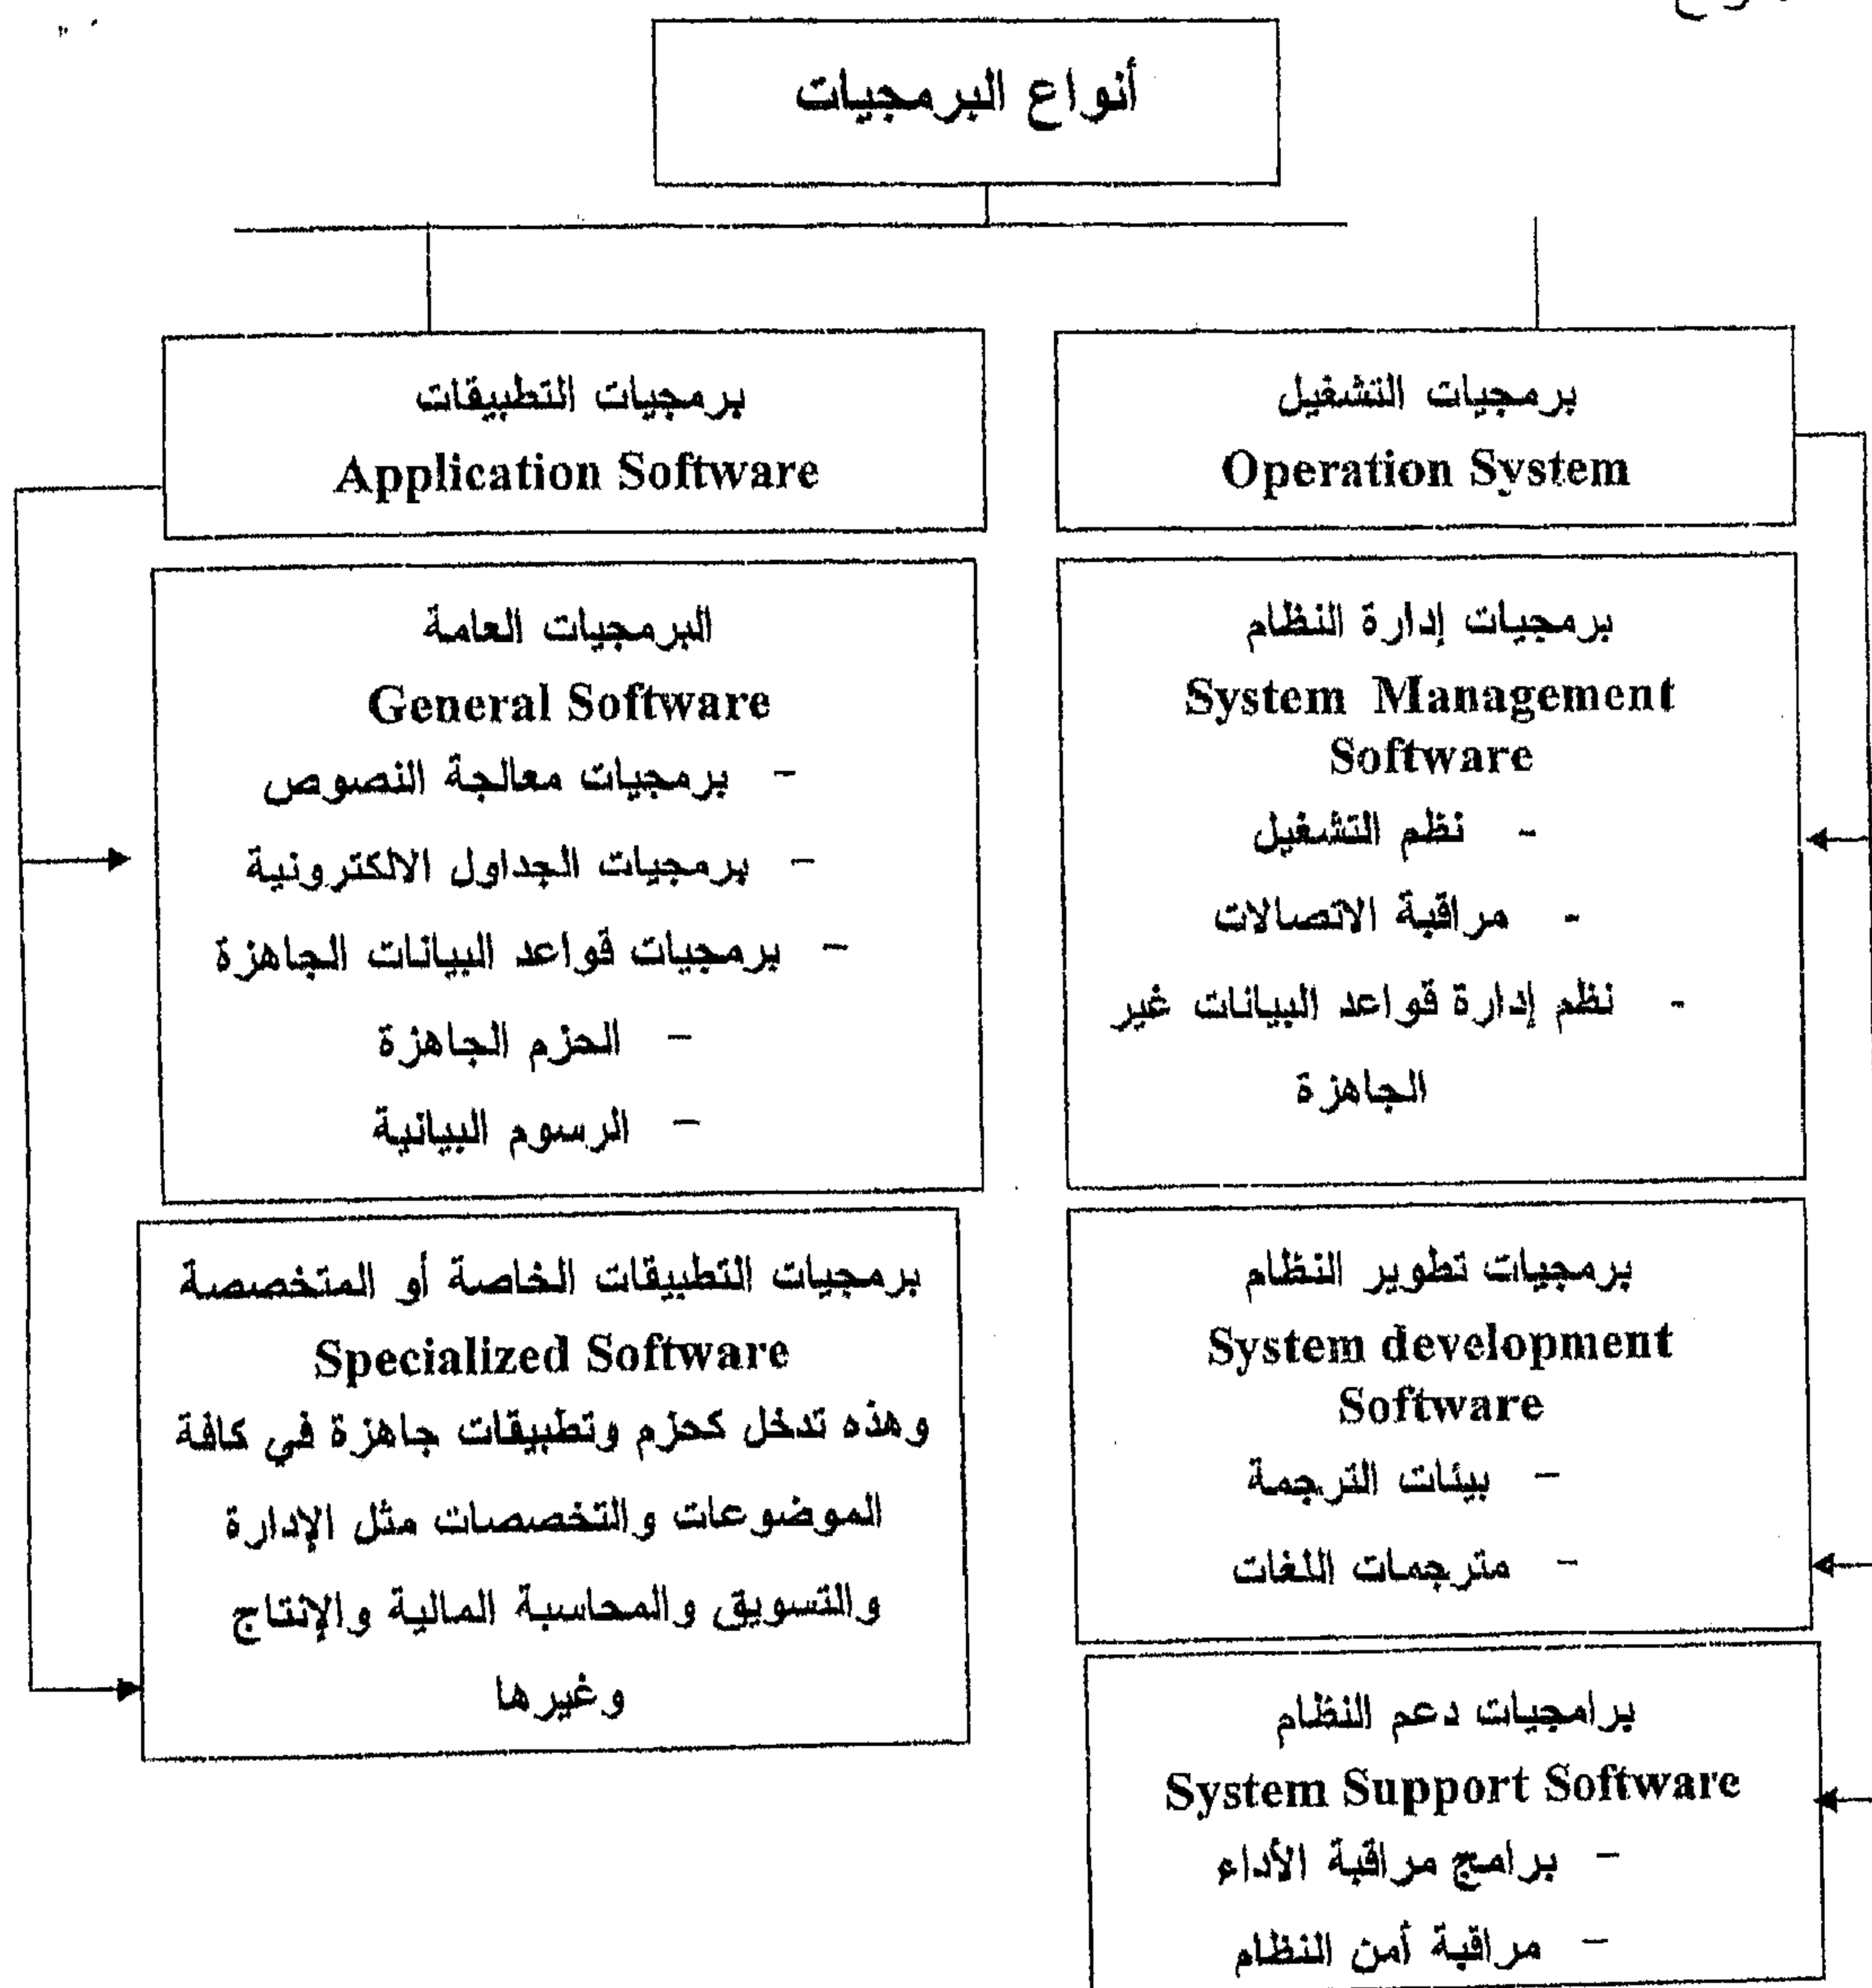 أنواع البرمجيات
برمجيات التشغيل
Operation System
برمجيات إدارة النظام
System Management
Software
- نظم التشغيل
- مراقبة الاتصالات
- نظم إدارة قواعد البيانات غير
الجاهزة
برمجيات تطوير النظام
System development
Software
- بيئات الترجمة
- مترجمات اللغات
برامجيات دعم النظام
System Support Software
- برامج مراقبة الأداء
- مراقبة أمن النظام
برمجيات التطبيقات
Application Software
البرمجيات العامة
General Software
- برمجيات معالجة النصوص
- برمجيات الجداول الالكترونية
- برمجيات قواعد البيانات الجاهزة
- الحزم الجاهزة
- الرسوم البيانية
برمجيات التطبيقات الخاصة أو المتخصصة
Specialized Software
وهذه تدخل كحزم وتطبيقات جاهزة في كافة
الموضوعات والتخصصات مثل الإدارة
والتسويق والمحاسبة المالية والإنتاج
وغيرها